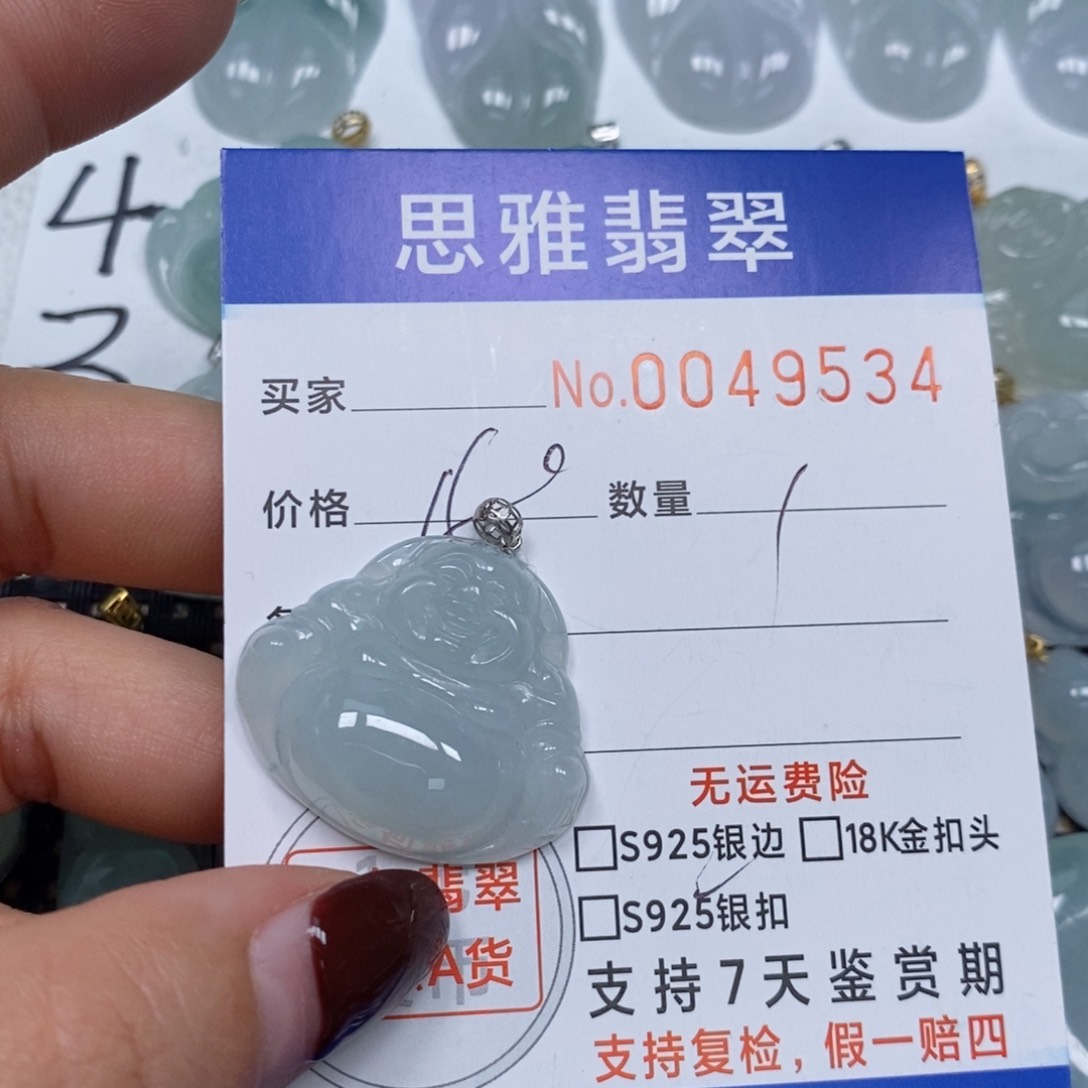 4
3
思雅翡翠
买家 No.0049534
价格 数量 1
无运费险
□S925银边 □18K金扣头
□S925银扣
翡翠
A货
支持7天鉴赏期
支持复检，假一赔四